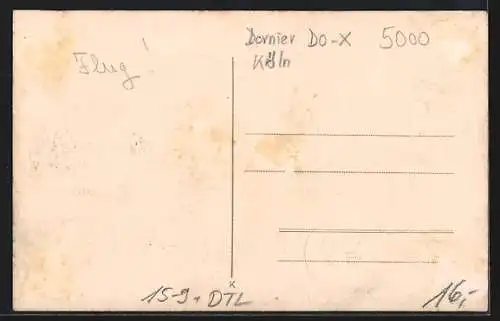 Flug!
Dornier DO-X 5000
Köln
K
15-9 + DTL
16,-